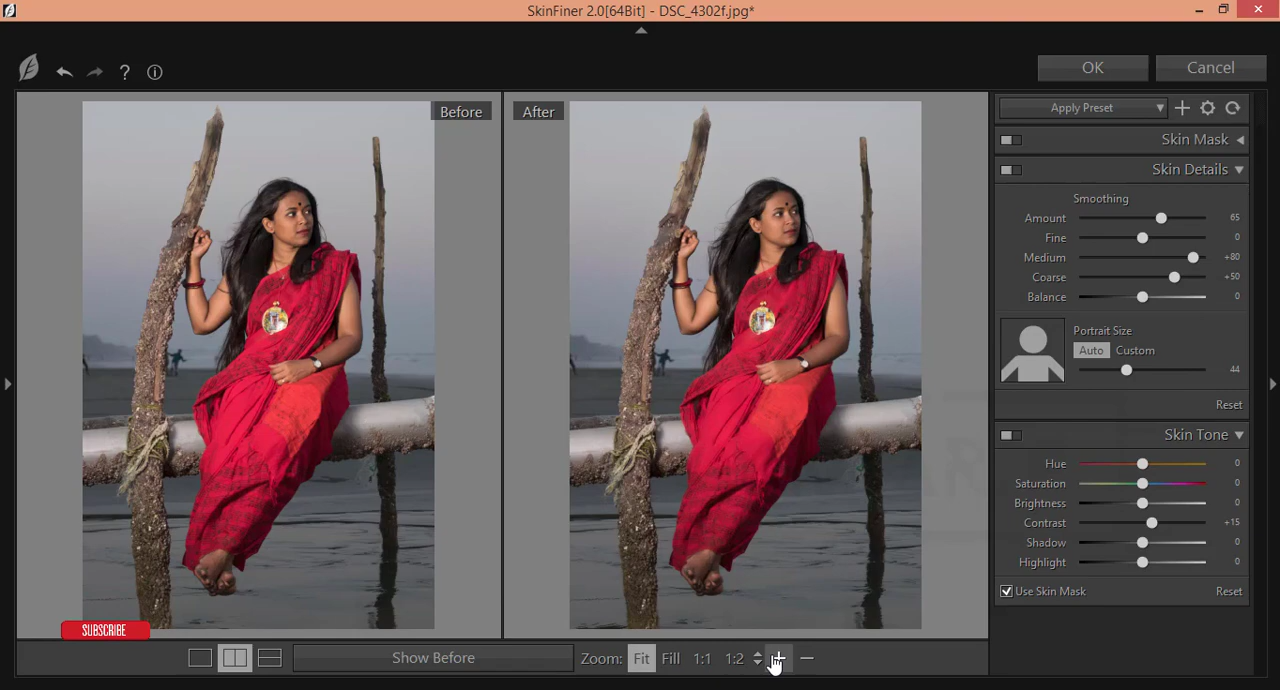 SkinFiner 2.0[64Bit] - DSC_4302f.jpg*
OK
Cancel
Before
After
Apply Preset
Skin Mask
Skin Details
Smoothing
Amount 65
Fine 0
Medium +80
Coarse +50
Balance 0
Portrait Size
Auto Custom
44
Reset
Skin Tone
Hue 0
Saturation 0
Brightness 0
Contrast +15
Shadow 0
Highlight 0
Use Skin Mask Reset
SUBSCRIBE
Show Before
Zoom: Fit Fill 1:1 1:2